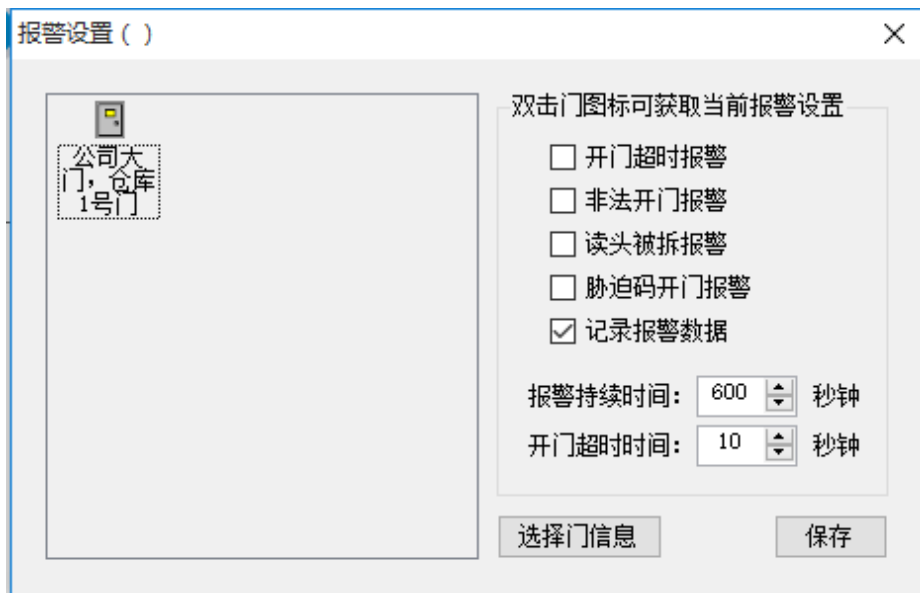 报警设置 ( )
公司大
门，仓库
1号门
双击门图标可获取当前报警设置
开门超时报警
非法开门报警
读头被拆报警
胁迫码开门报警
记录报警数据
报警持续时间： 600 秒钟
开门超时时间： 10 秒钟
选择门信息 保存